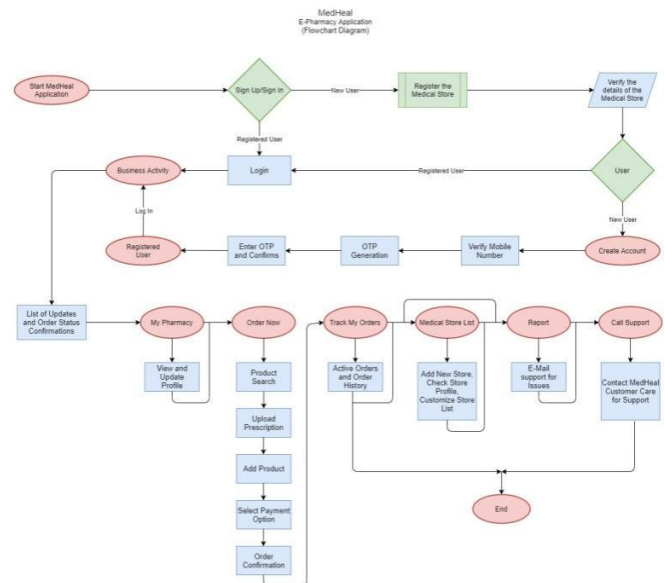 MedHeal
E-Pharmacy Application
(Flowchart Diagram)
Start MedHeal
Application
Sign Up/Sign In
New User
Register the
Medical Store
Verify the
details of the
Medical Store
Registered User
Business Activity
Login
Registered User
User
Log In
New User
Registered
User
Enter OTP
and Confirms
OTP
Generation
Verify Mobile
Number
Create Account
List of Updates
and Order Status
Confirmations
My Pharmacy
Order Now
Track My Orders
Medical Store List
Report
Call Support
View and
Update
Profile
Product
Search
Active Orders
and Order
History
Add New Store,
Check Store
Profile,
Customize Store
List
E-Mail
support for
Issues
Contact MedHeal
Customer Care
for Support
Upload
Prescription
Add Product
Select Payment
Option
End
Order
Confirmation